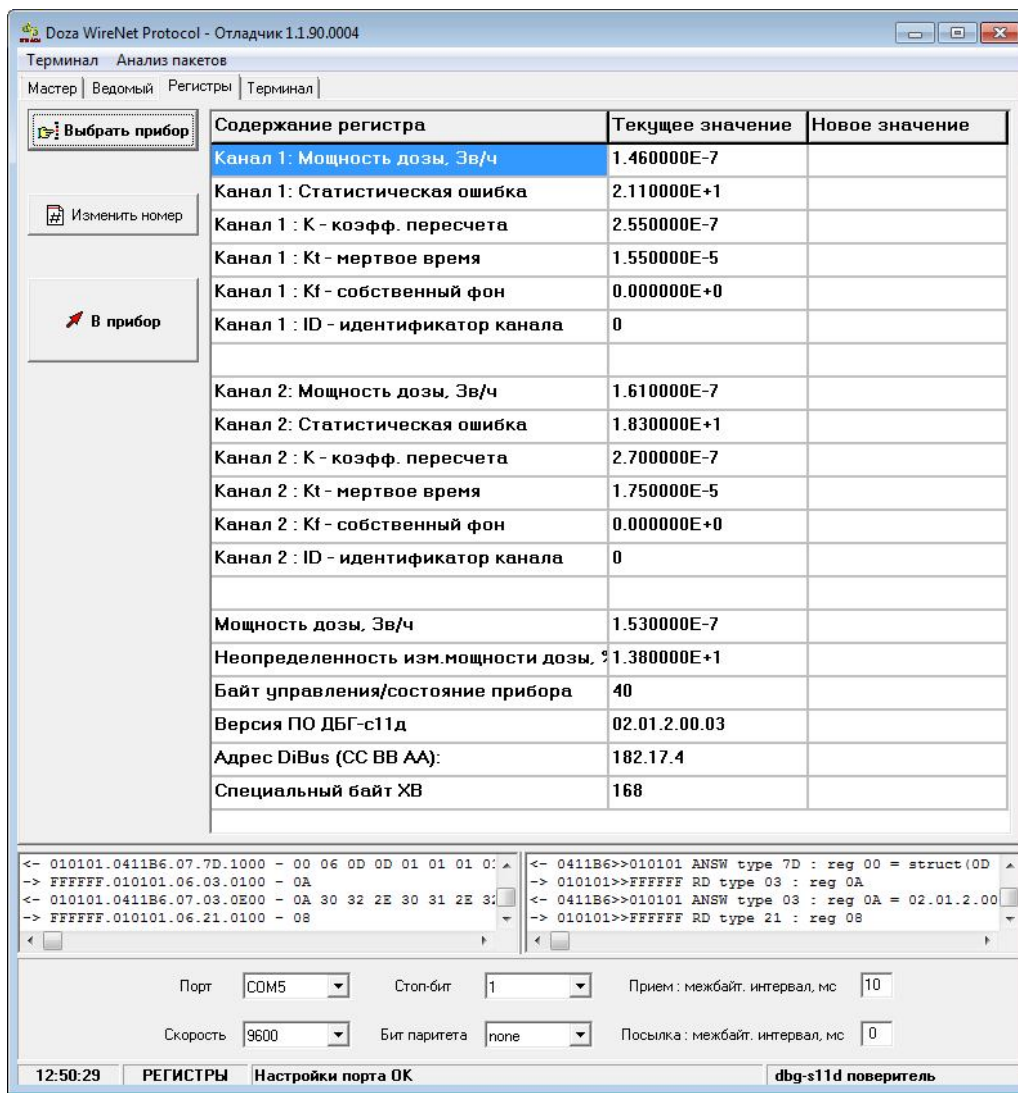 Doza WireNet Protocol - Отладчик 1.1.90.0004
Терминал Анализ пакетов
Мастер Ведомый Регистры Терминал
Выбрать прибор
Изменить номер
В прибор
Содержание регистра Текущее значение Новое значение
Канал 1: Мощность дозы, Зв/ч 1.460000E-7
Канал 1: Статистическая ошибка 2.110000E+1
Канал 1 : K - коэфф. пересчета 2.550000E-7
Канал 1 : Kt - мертвое время 1.550000E-5
Канал 1 : Kf - собственный фон 0.000000E+0
Канал 1 : ID - идентификатор канала 0
Канал 2: Мощность дозы, Зв/ч 1.610000E-7
Канал 2: Статистическая ошибка 1.830000E+1
Канал 2 : K - коэфф. пересчета 2.700000E-7
Канал 2 : Kt - мертвое время 1.750000E-5
Канал 2 : Kf - собственный фон 0.000000E+0
Канал 2 : ID - идентификатор канала 0
Мощность дозы, Зв/ч 1.530000E-7
Неопределенность изм.мощности дозы, 1.380000E+1
Байт управления/состояние прибора 40
Версия ПО ДБГ-с11д 02.01.2.00.03
Адрес DiBus (CC BB AA): 182.17.4
Специальный байт XB 168
<- 010101.0411B6.07.7D.1000 - 00 06 0D 0D 01 01 01
-> FFFFFF.010101.06.03.0100 - 0A
<- 010101.0411B6.07.03.0E00 - 0A 30 32 2E 30 31 2E
-> FFFFFF.010101.06.21.0100 - 08
<- 0411B6>>010101 ANSW type 7D : reg 00 = struct(0D
-> 010101>>FFFFFF RD type 03 : reg 0A
<- 0411B6>>010101 ANSW type 03 : reg 0A = 02.01.2.00
-> 010101>>FFFFFF RD type 21 : reg 08
Порт COM5 Стоп-бит 1 Прием : межбайт. интервал, мс 10
Скорость 9600 Бит паритета none Посылка : межбайт. интервал, мс 0
12:50:29 РЕГИСТРЫ Настройки порта OK dbg-s11d поверитель